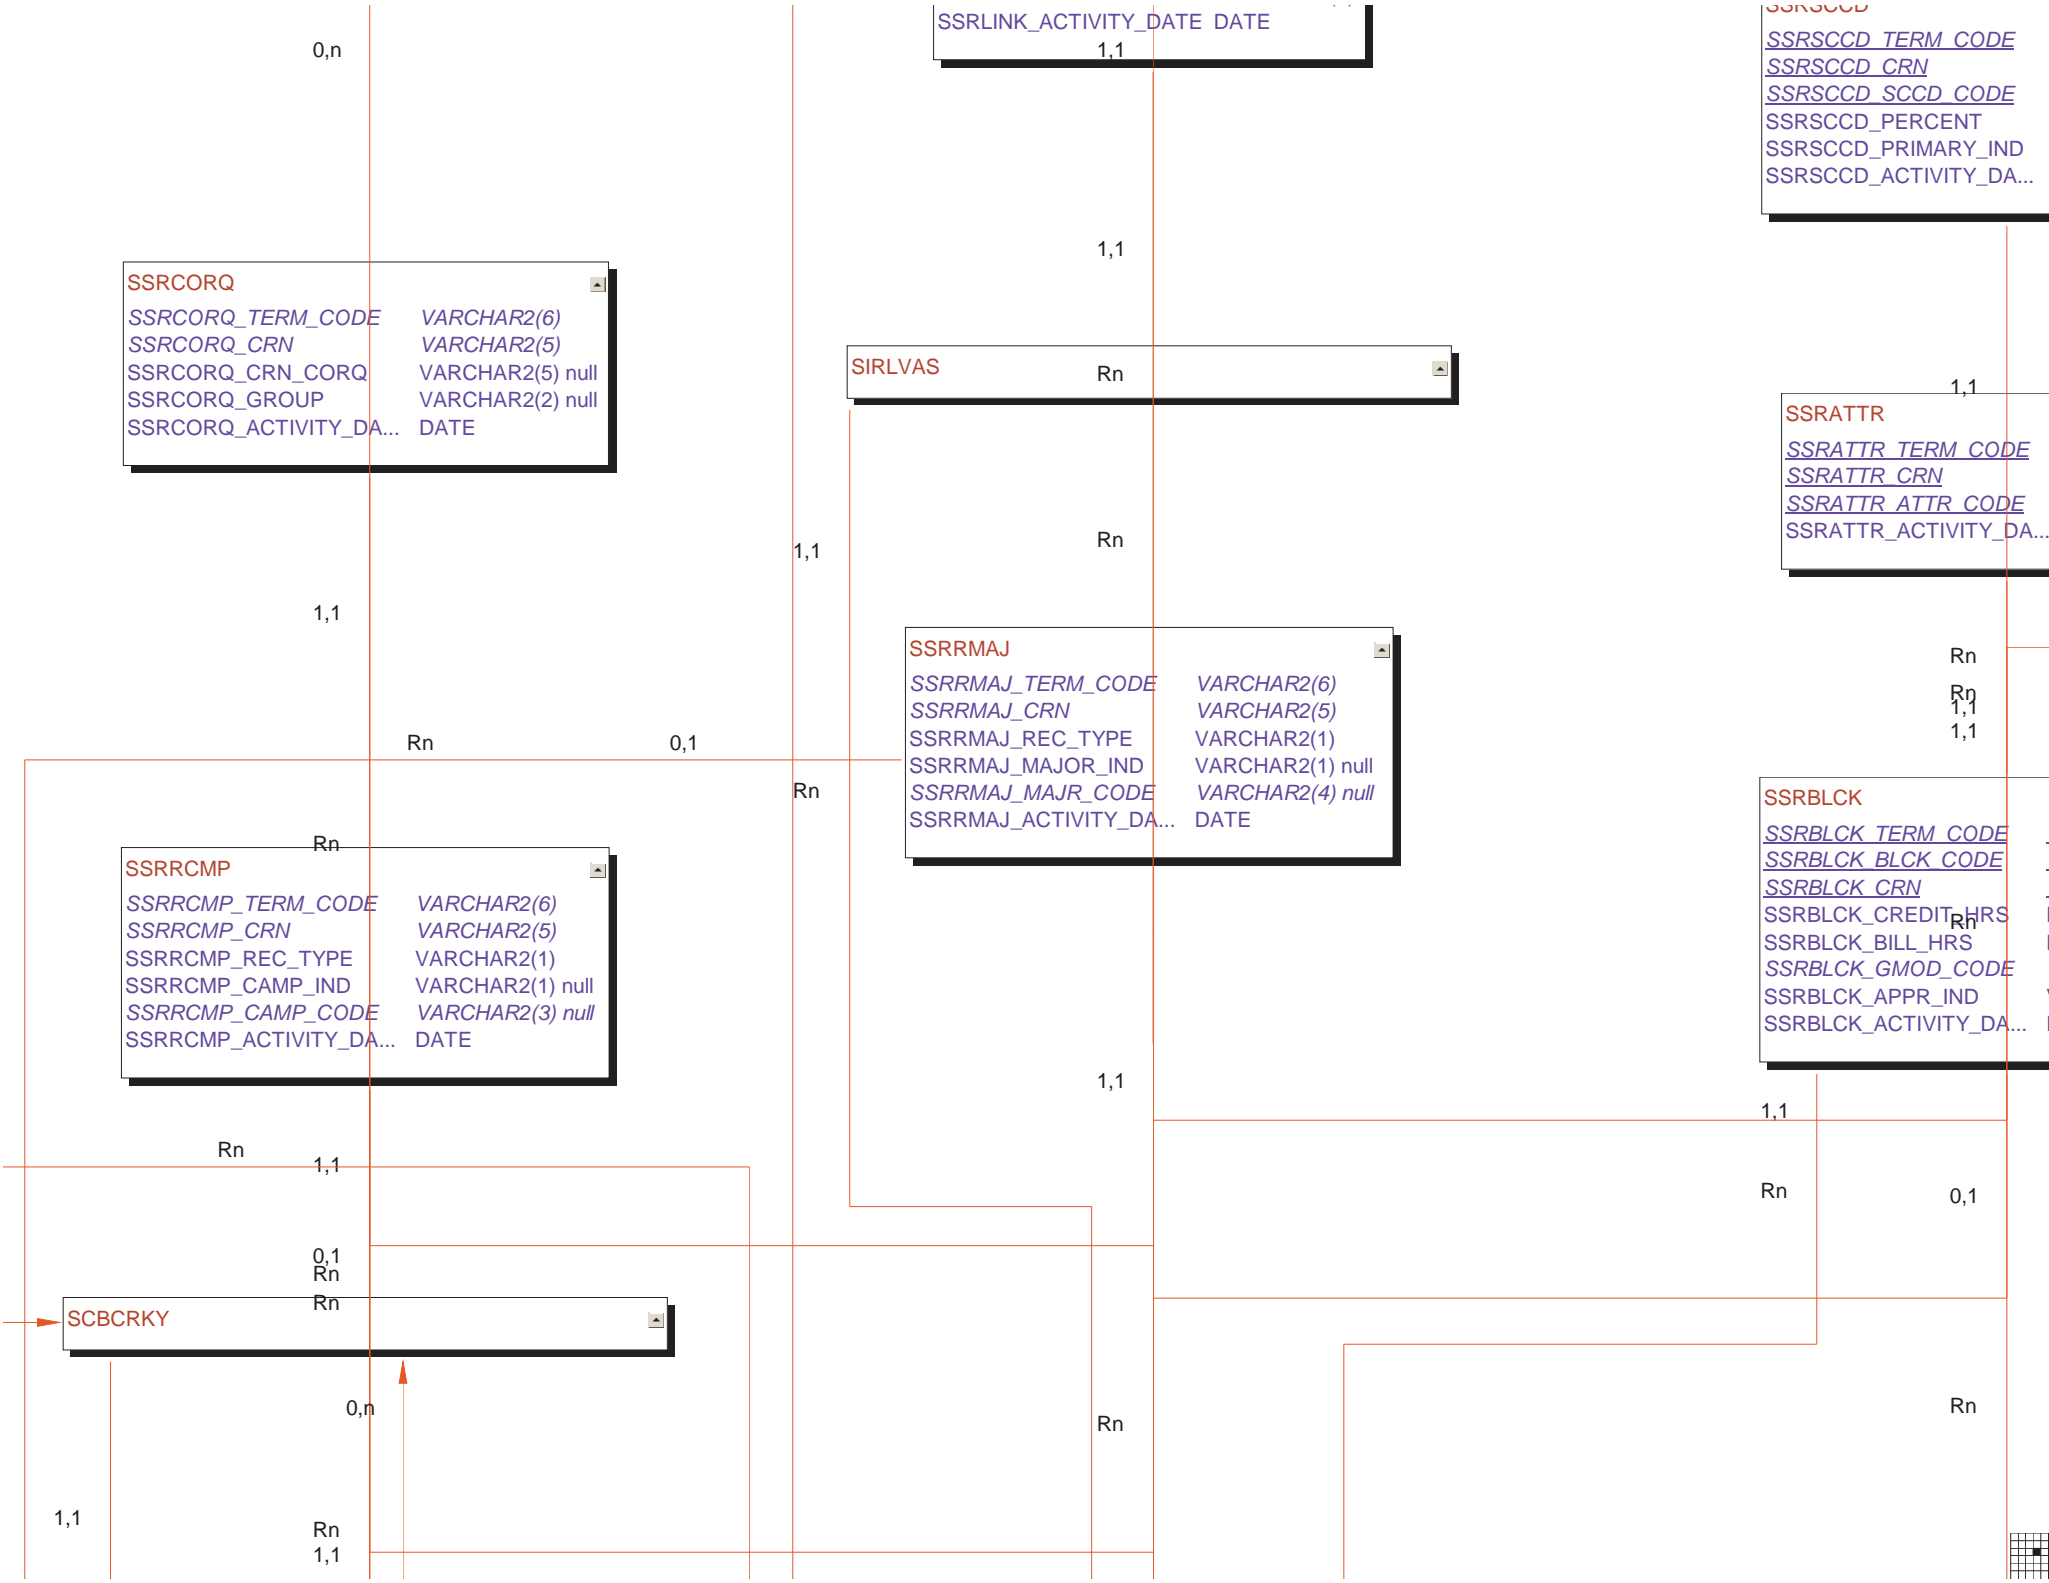 SSRLINK_ACTIVITY_DATE DATE
1,1
0,n
SSRSCCD
SSRSCCD_TERM_CODE
SSRSCCD_CRN
SSRSCCD_SCCD_CODE
SSRSCCD_PERCENT
SSRSCCD_PRIMARY_IND
SSRSCCD_ACTIVITY_DA...
1,1
SSRCORQ
SSRCORQ_TERM_CODE VARCHAR2(6)
SSRCORQ_CRN VARCHAR2(5)
SSRCORQ_CRN_CORQ VARCHAR2(5) null
SSRCORQ_GROUP VARCHAR2(2) null
SSRCORQ_ACTIVITY_DA... DATE
SIRLVAS
Rn
1,1
SSRATTR
SSRATTR_TERM_CODE
SSRATTR_CRN
SSRATTR_ATTR_CODE
SSRATTR_ACTIVITY_DA...
Rn
1,1
1,1
SSRRMAJ
SSRRMAJ_TERM_CODE VARCHAR2(6)
SSRRMAJ_CRN VARCHAR2(5)
SSRRMAJ_REC_TYPE VARCHAR2(1)
SSRRMAJ_MAJOR_IND VARCHAR2(1) null
SSRRMAJ_MAJR_CODE VARCHAR2(4) null
SSRRMAJ_ACTIVITY_DA... DATE
Rn
Rn
1,1
1,1
Rn
0,1
Rn
Rn
SSRBLCK
SSRBLCK_TERM_CODE
SSRBLCK_BLCK_CODE
SSRBLCK_CRN
SSRBLCK_CREDIT_HRS
Rn
SSRBLCK_BILL_HRS
SSRBLCK_GMOD_CODE
SSRBLCK_APPR_IND
SSRBLCK_ACTIVITY_DA...
SSRRCMP
SSRRCMP_TERM_CODE VARCHAR2(6)
SSRRCMP_CRN VARCHAR2(5)
SSRRCMP_REC_TYPE VARCHAR2(1)
SSRRCMP_CAMP_IND VARCHAR2(1) null
SSRRCMP_CAMP_CODE VARCHAR2(3) null
SSRRCMP_ACTIVITY_DA... DATE
1,1
1,1
Rn
1,1
Rn
0,1
0,1
Rn
Rn
SCBCRKY
0,n
Rn
Rn
1,1
Rn
1,1